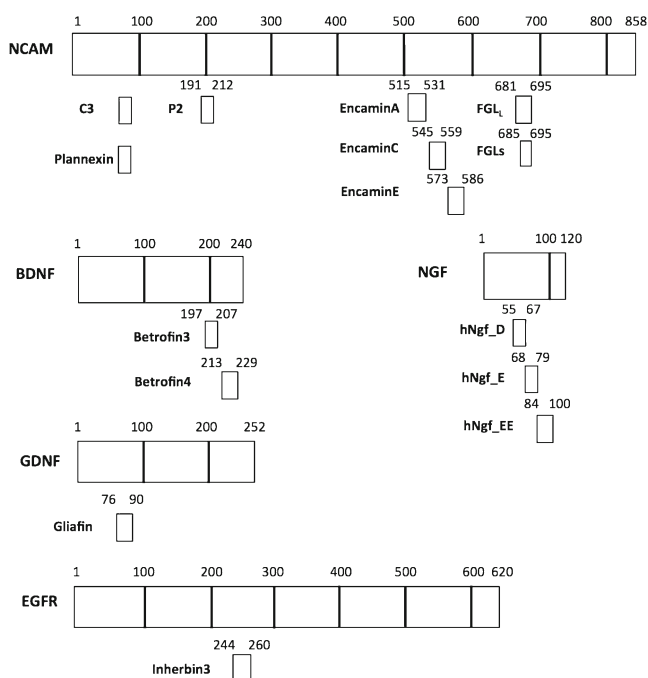 1 100 200 300 400 500 600 700 800 858
NCAM
191 212 515 531 681 695
C3 P2 EncaminA FGL_L
545 559 685 695
Plannexin EncaminC FGLs
573 586
EncaminE
1 100 200 240 1 100 120
BDNF NGF
197 207 55 67
Betrofin3 hNgf_D
213 229 68 79
Betrofin4 hNgf_E
84 100
hNgf_EE
1 100 200 252
GDNF
76 90
Gliafin
1 100 200 300 400 500 600 620
EGFR
244 260
Inherbin3